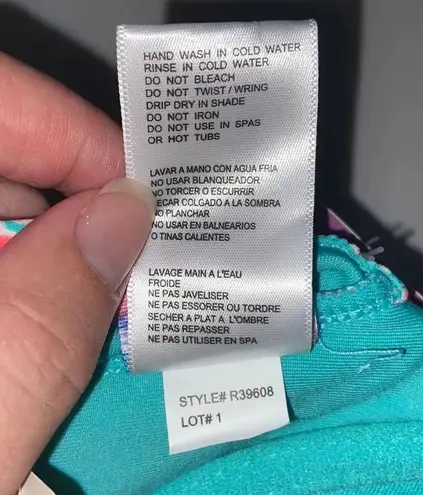 HAND WASH IN COLD WATER
RINSE IN COLD WATER
DO NOT BLEACH
DO NOT TWIST / WRING
DRIP DRY IN SHADE
DO NOT IRON
DO NOT USE IN SPAS
OR HOT TUBS
LAVAR A MANO CON AGUA FRIA
NO USAR BLANQUEADOR
NO TORCER O ESCURRIR
ECAR COLGADO A LA SOMBRA
NO PLANCHAR
NO USAR EN BALNEARIOS
O TINAS CALIENTES
LAVAGE MAIN A L'EAU
FROIDE
NE PAS JAVELISER
NE PAS ESSORER OU TORDRE
SECHER A PLAT A L'OMBRE
NE PAS REPASSER
NE PAS UTILISER EN SPA
STYLE# R39608
LOT# 1